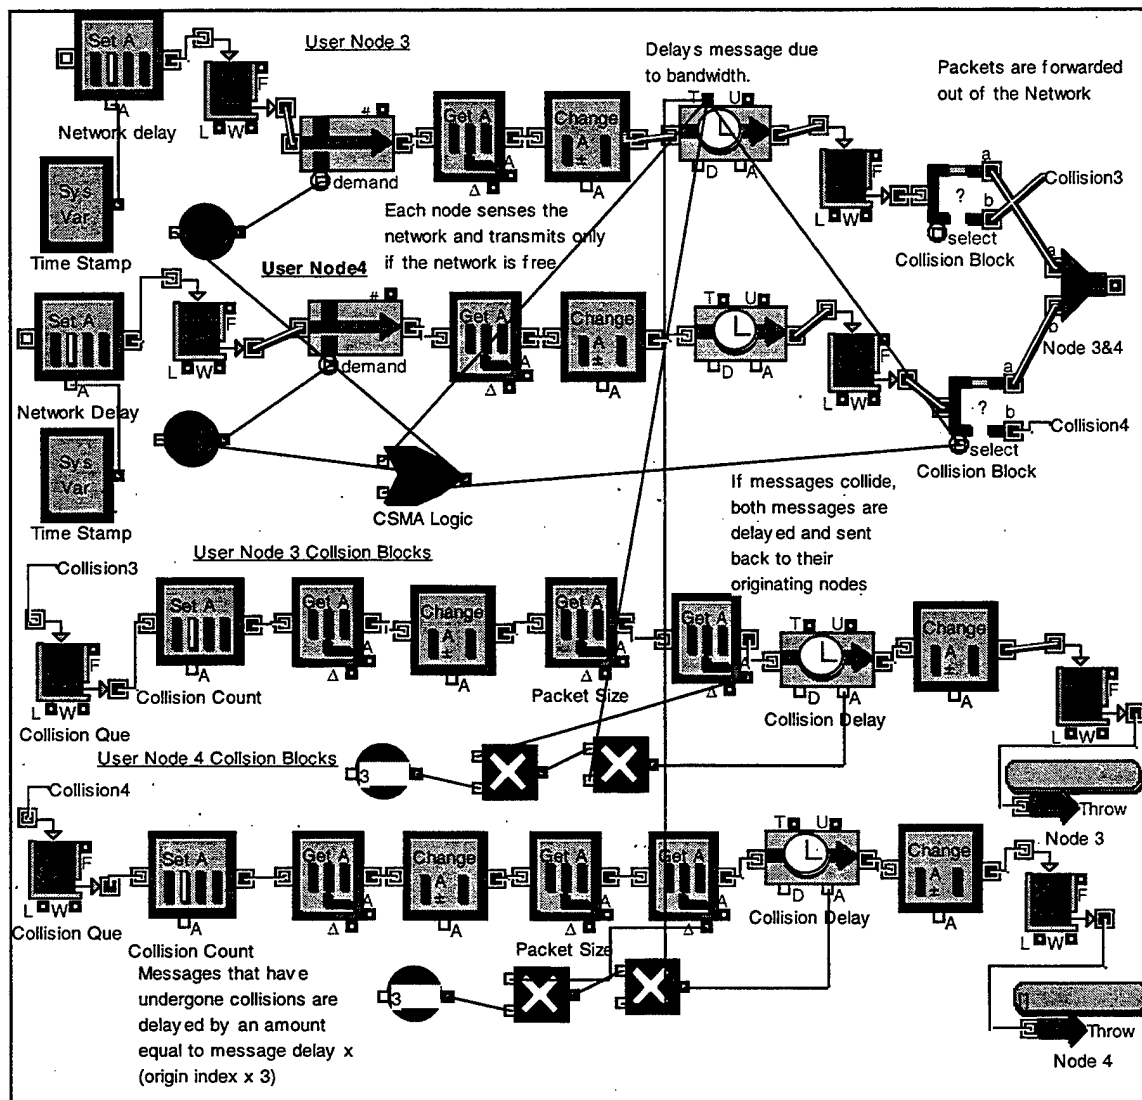 User Node 3
Delays message due
to bandwidth.
Packets are forwarded
out of the Network
Set A
A
F
L W
Network delay
#
demand
Get A
A
Δ
Change
A
±
A
T U
D A
F
L W
a
?
b
select
Collision3
Collision Block
Sys
Var
Time Stamp
Each node senses the
network and transmits only
if the network is free
User Node4
a
b
Node 3&4
Set A
A
F
L W
Network Delay
#
demand
Get A
A
Δ
Change
A
±
A
T U
D A
F
L W
a
?
b
select
Collision4
Collision Block
Sys
Var
Time Stamp
CSMA Logic
If messages collide,
both messages are
delayed and sent
back to their
originating nodes
User Node 3 Collsion Blocks
Collision3
F
L W
Collision Que
Set A
A
Collision Count
Get A
A
Δ
Change
A
±
A
Get A
A
Δ
Packet Size
Get A
A
Δ
T U
D A
Collision Delay
Change
A
±
A
F
L W
Throw
Node 3
3
User Node 4 Collsion Blocks
Collision4
F
L W
Collision Que
Set A
A
Collision Count
Get A
A
Δ
Change
A
±
A
Get A
A
Δ
Packet Size
Get A
A
Δ
T U
D A
Collision Delay
Change
A
±
A
F
L W
Throw
Node 4
3
Messages that have
undergone collisions are
delayed by an amount
equal to message delay x
(origin index x 3)